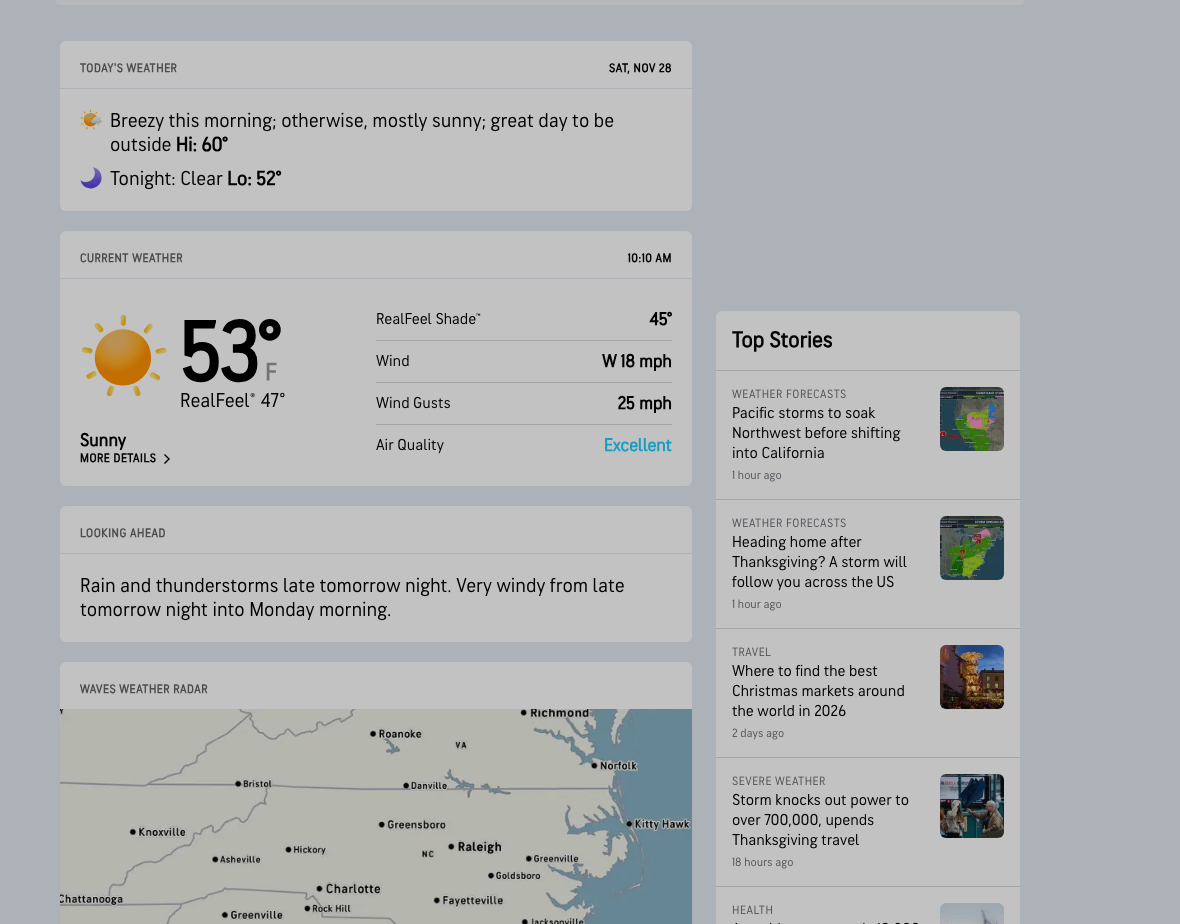 TODAY'S WEATHER
SAT, NOV 28
Breezy this morning; otherwise, mostly sunny; great day to be
outside Hi: 60°
Tonight: Clear Lo: 52°
CURRENT WEATHER
10:10 AM
53°F
RealFeel® 47°
Sunny
MORE DETAILS
RealFeel Shade™ 45°
Wind W 18 mph
Wind Gusts 25 mph
Air Quality Excellent
LOOKING AHEAD
Rain and thunderstorms late tomorrow night. Very windy from late
tomorrow night into Monday morning.
WAVES WEATHER RADAR
Richmond
Roanoke
VA
Norfolk
Bristol
Danville
Greensboro
Kitty Hawk
Knoxville
Raleigh
Hickory
NC
Asheville
Greenville
Goldsboro
Charlotte
Chattanooga
Fayetteville
Rock Hill
Greenville
Jacksonville
Top Stories
WEATHER FORECASTS
Pacific storms to soak
Northwest before shifting
into California
1 hour ago
WEATHER FORECASTS
Heading home after
Thanksgiving? A storm will
follow you across the US
1 hour ago
TRAVEL
Where to find the best
Christmas markets around
the world in 2026
2 days ago
SEVERE WEATHER
Storm knocks out power to
over 700,000, upends
Thanksgiving travel
18 hours ago
HEALTH